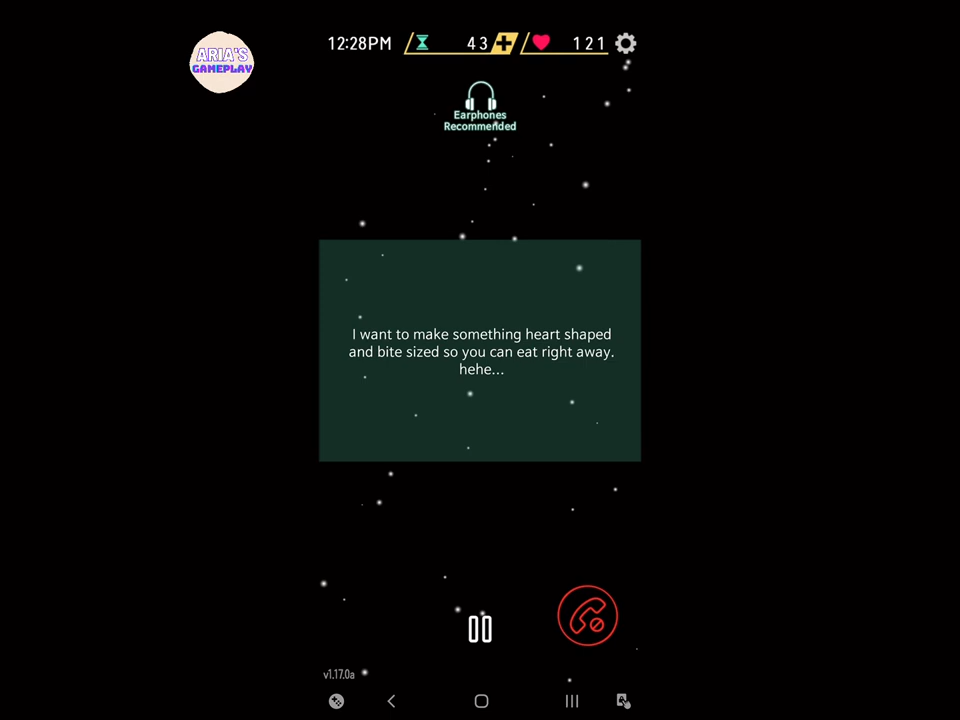 ARIA'S
GAMEPLAY
12:28PM
43
121
Earphones
Recommended
I want to make something heart shaped
and bite sized so you can eat right away.
hehe...
v1.17.0a